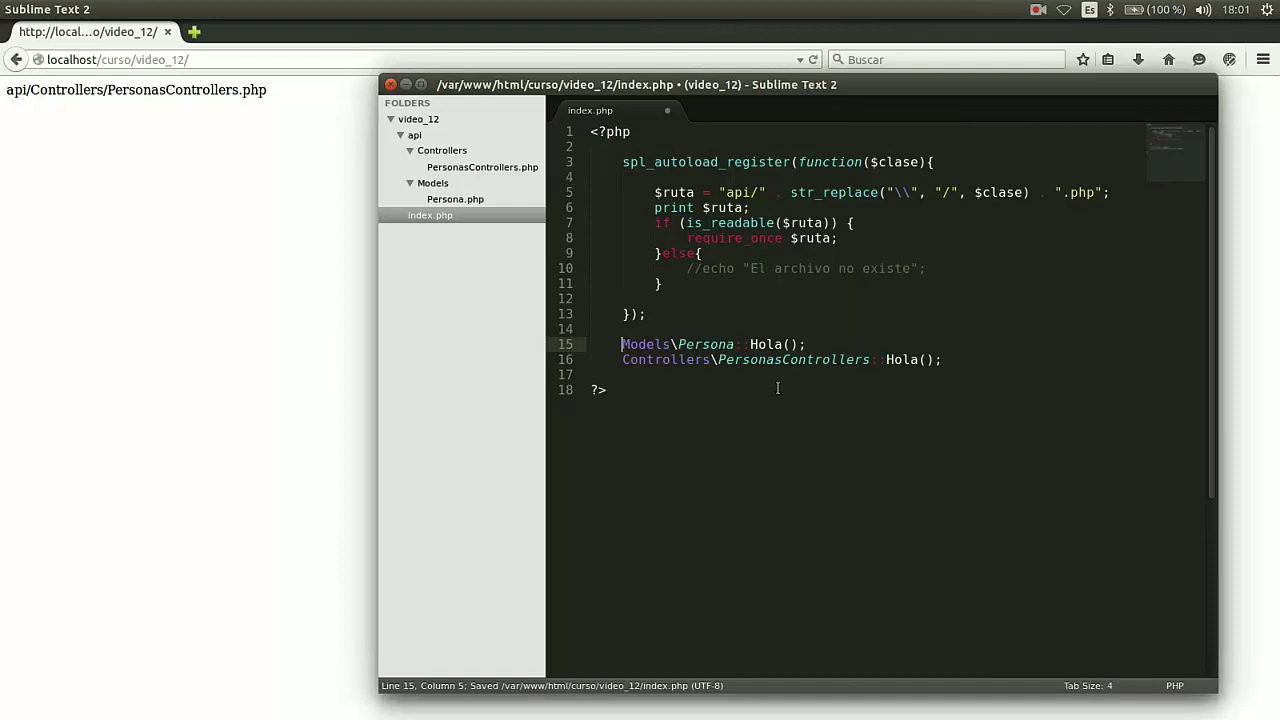 Sublime Text 2
Es
(100 %)
18:01
http://local...o/video_12/
localhost/curso/video_12/
Buscar
api/Controllers/PersonasControllers.php
/var/www/html/curso/video_12/index.php • (video_12) - Sublime Text 2
FOLDERS
video_12
api
Controllers
PersonasControllers.php
Models
Persona.php
index.php
index.php
1 <?php
2
3 spl_autoload_register(function($clase){
4
5 $ruta = "api/" . str_replace("\\", "/", $clase) . ".php";
6 print $ruta;
7 if (is_readable($ruta)) {
8 require_once $ruta;
9 }else{
10 //echo "El archivo no existe";
11 }
12
13 });
14
15 Models\Persona::Hola();
16 Controllers\PersonasControllers::Hola();
17
18 ?>
Line 15, Column 5; Saved /var/www/html/curso/video_12/index.php (UTF-8)
Tab Size: 4
PHP